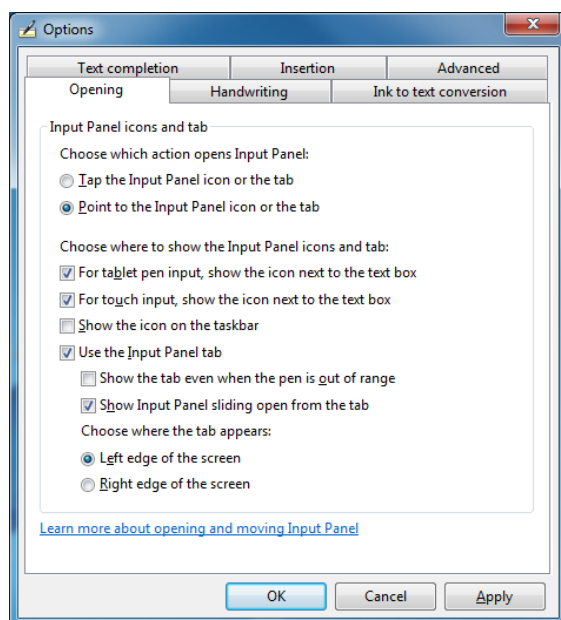 Options
Text completion Insertion Advanced
Opening Handwriting Ink to text conversion
Input Panel icons and tab
Choose which action opens Input Panel:
Tap the Input Panel icon or the tab
Point to the Input Panel icon or the tab
Choose where to show the Input Panel icons and tab:
For tablet pen input, show the icon next to the text box
For touch input, show the icon next to the text box
Show the icon on the taskbar
Use the Input Panel tab
Show the tab even when the pen is out of range
Show Input Panel sliding open from the tab
Choose where the tab appears:
Left edge of the screen
Right edge of the screen
Learn more about opening and moving Input Panel
OK Cancel Apply